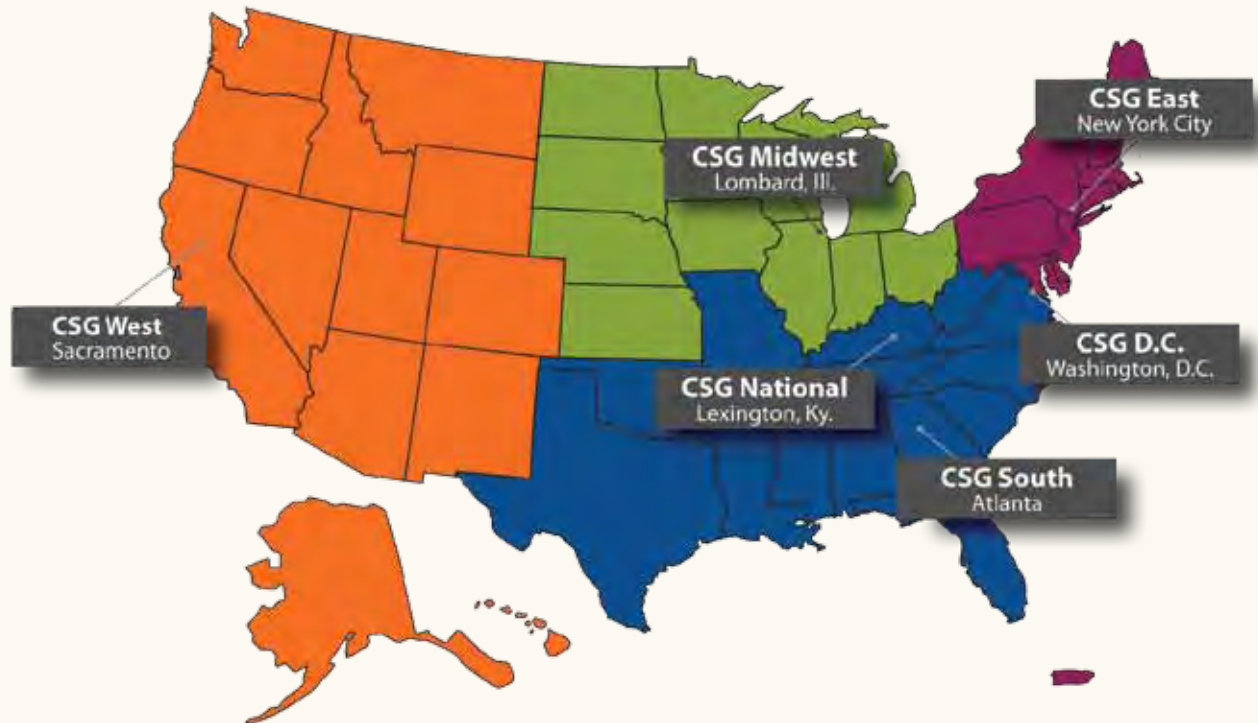 CSG East
New York City
CSG Midwest
Lombard, Ill.
CSG West
Sacramento
CSG D.C.
Washington, D.C.
CSG National
Lexington, Ky.
CSG South
Atlanta